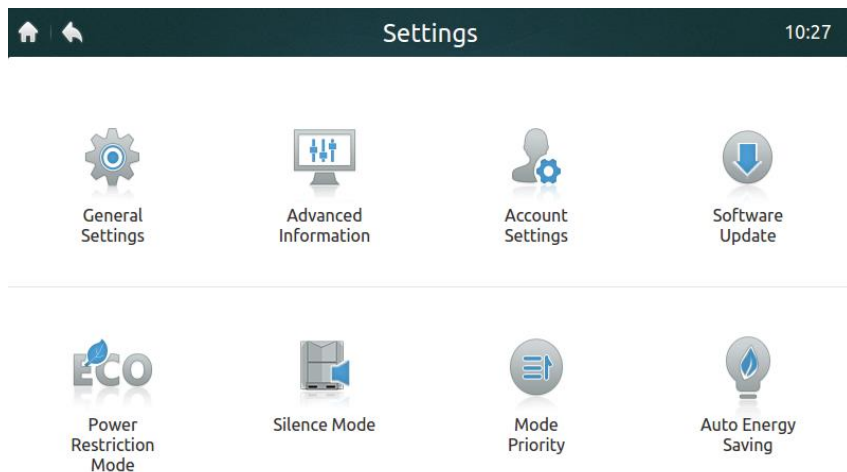 Settings
10:27
General
Settings
Advanced
Information
Account
Settings
Software
Update
ECO
Power
Restriction
Mode
Silence Mode
Mode
Priority
Auto Energy
Saving